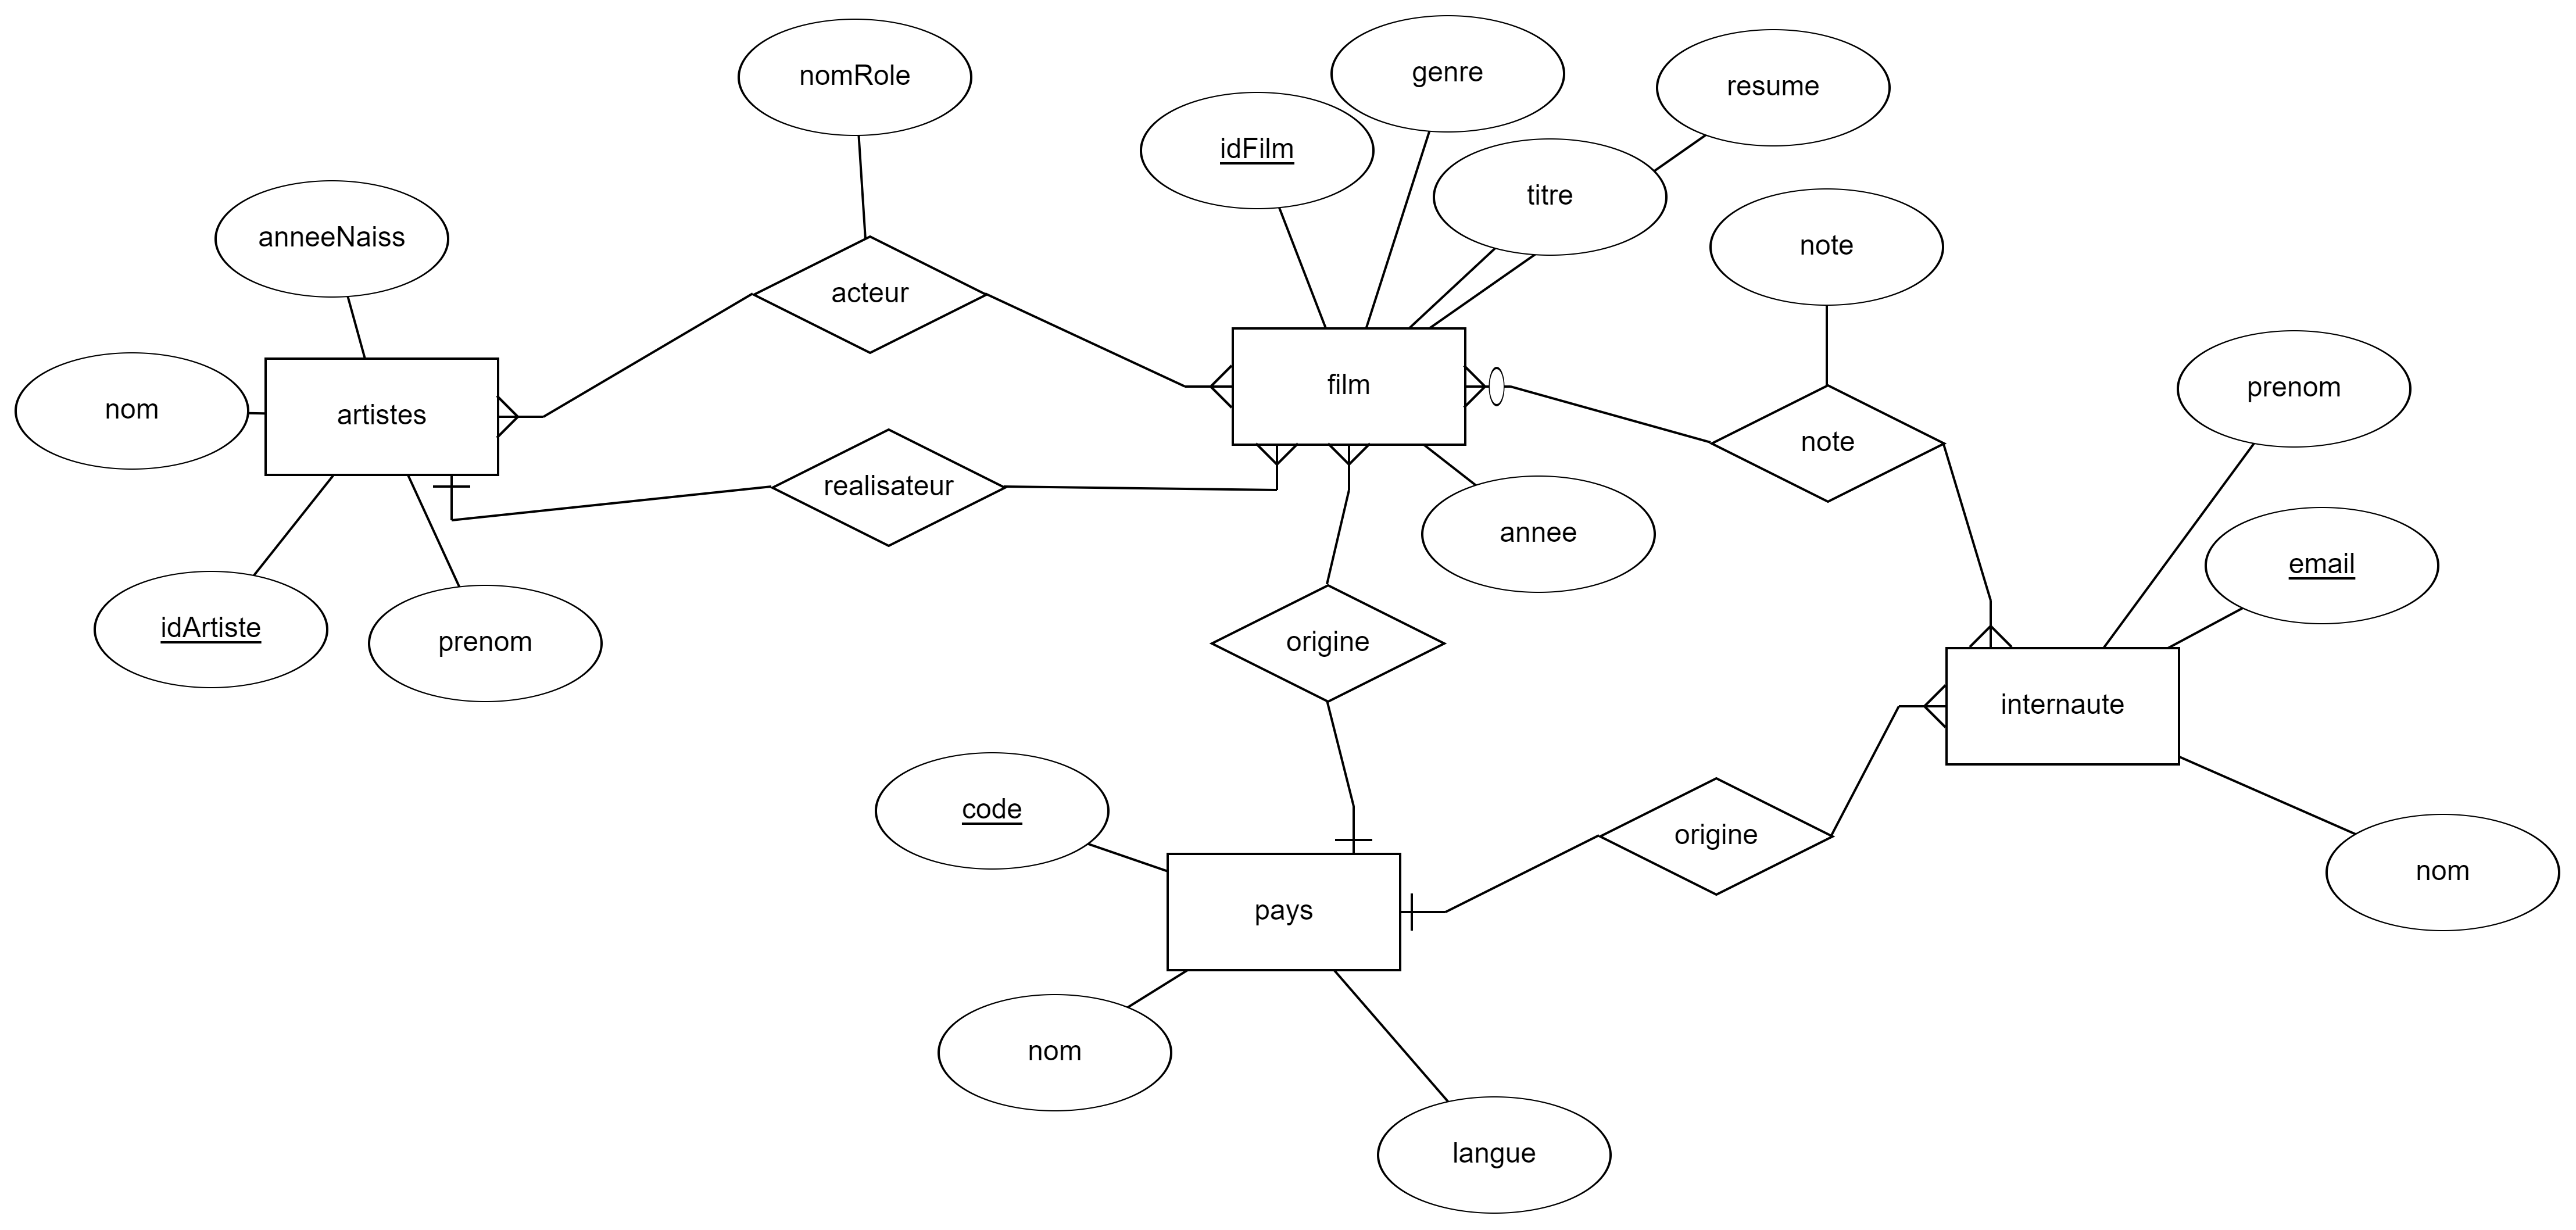 nomRole
genre
resume
idFilm
titre
anneeNaiss
note
acteur
nom
artistes
film
prenom
note
realisateur
annee
email
idArtiste
prenom
origine
internaute
code
origine
nom
pays
nom
langue